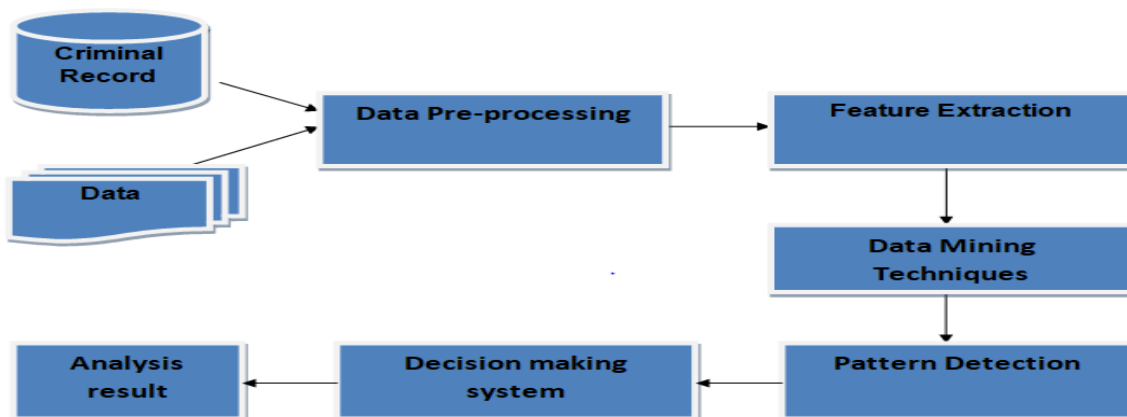 Criminal
Record
Data Pre-processing
Feature Extraction
Data
Data Mining
Techniques
Pattern Detection
Decision making
system
Analysis
result